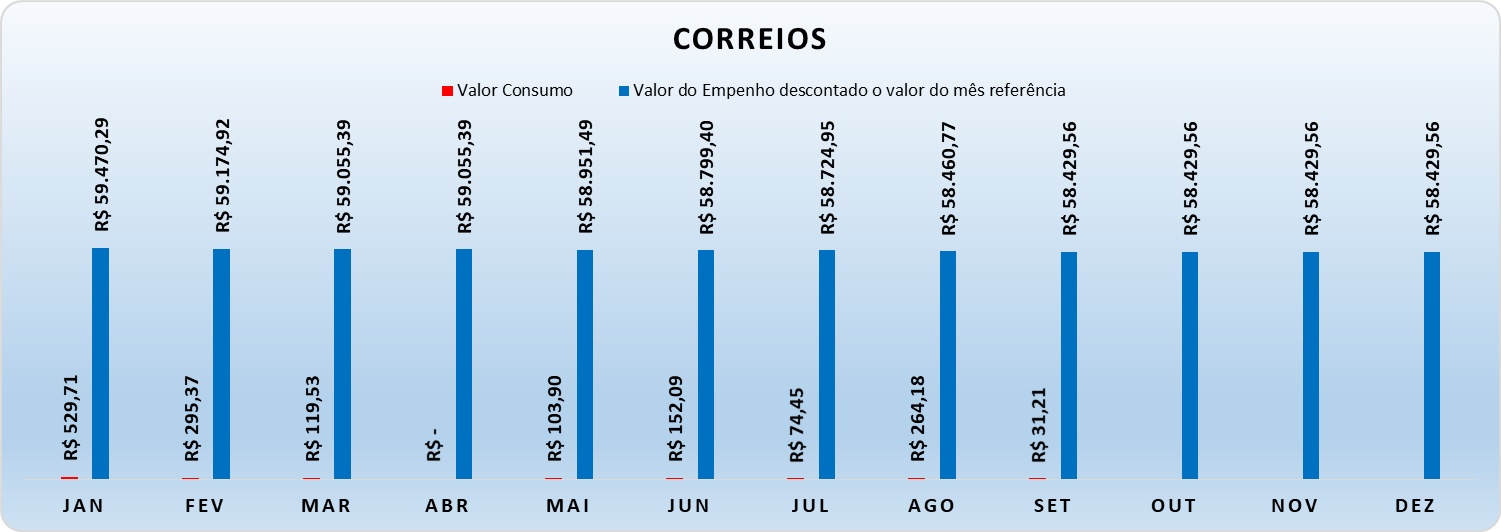 CORREIOS
Valor Consumo
Valor do Empenho descontado o valor do mês referência
R$ 529,71
R$ 59.470,29
R$ 295,37
R$ 59.174,92
R$ 119,53
R$ 59.055,39
R$ -
R$ 59.055,39
R$ 103,90
R$ 58.951,49
R$ 152,09
R$ 58.799,40
R$ 74,45
R$ 58.724,95
R$ 264,18
R$ 58.460,77
R$ 31,21
R$ 58.429,56
R$ 58.429,56
R$ 58.429,56
R$ 58.429,56
JAN FEV MAR ABR MAI JUN JUL AGO SET OUT NOV DEZ